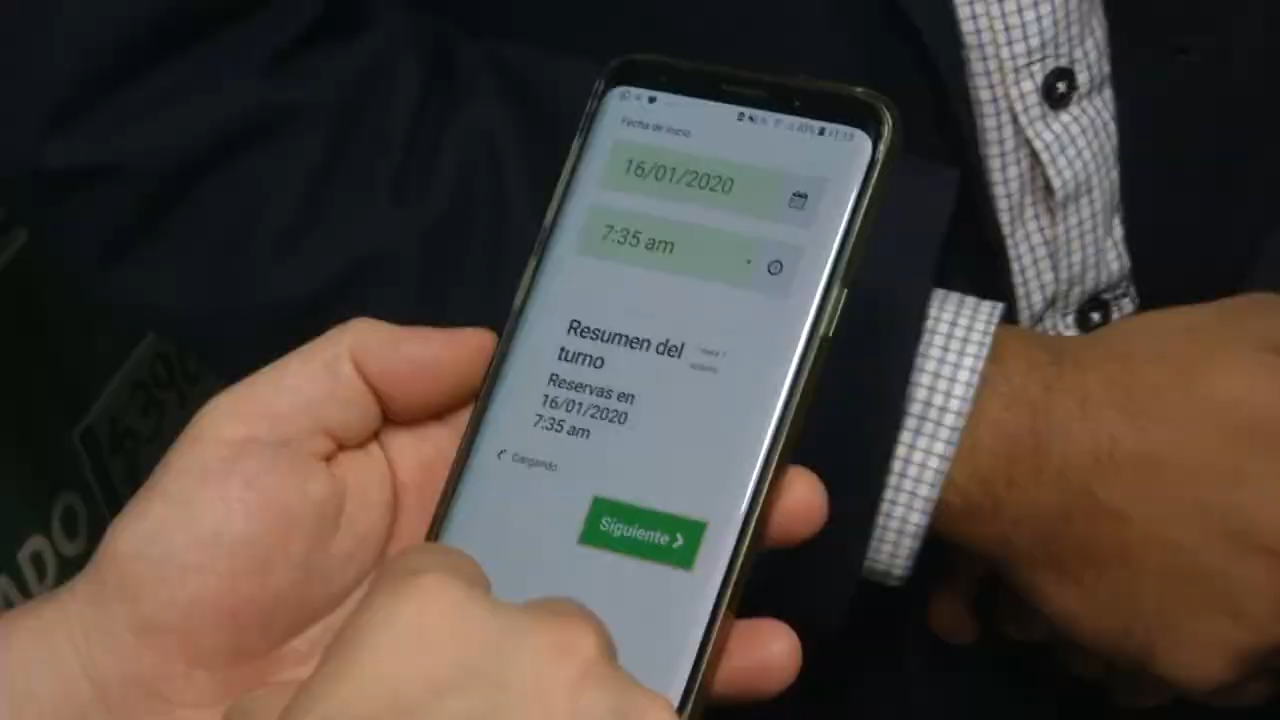 Fecha de inicio
16/01/2020
7:35 am
Resumen del
turno
Reservas en
16/01/2020
7:35 am
Cargando
Siguiente
ADO